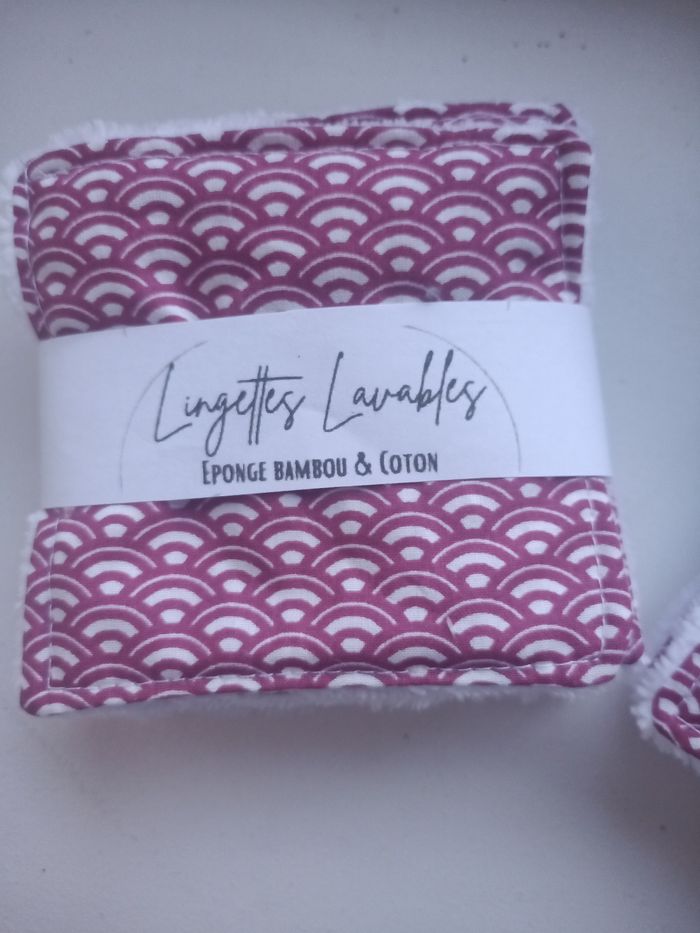 Lingettes Lavables
Eponge bambou & Coton